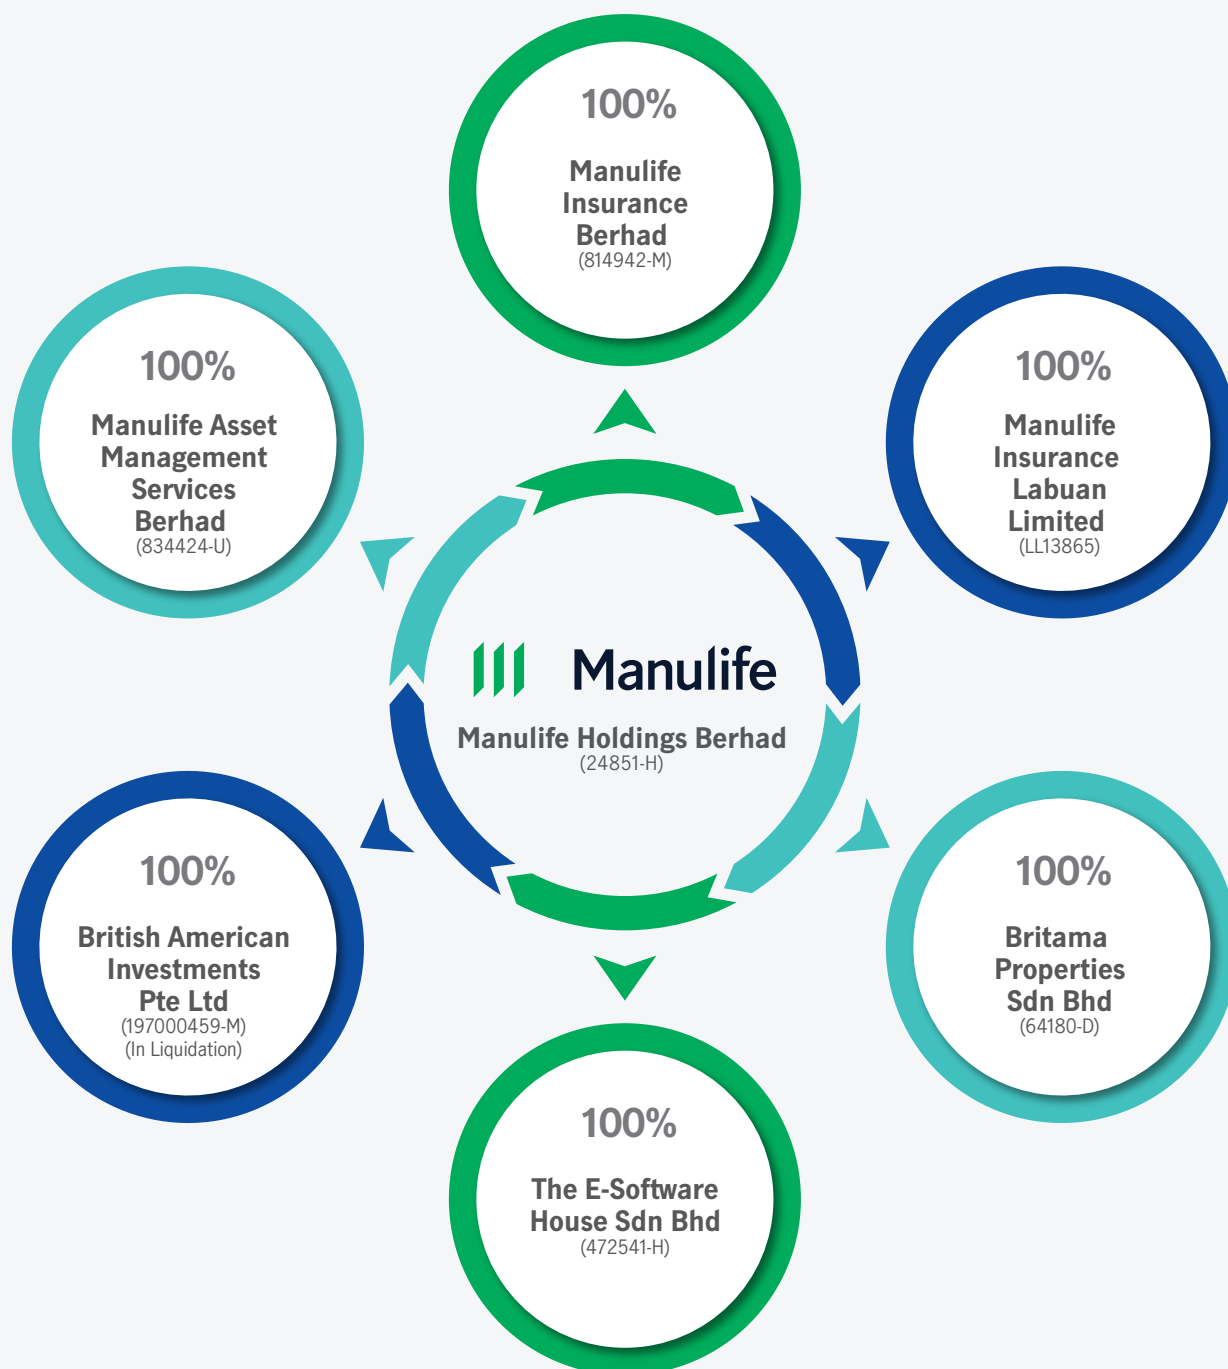 100%
Manulife
Insurance
Berhad
(814942-M)
100%
Manulife Asset
Management
Services
Berhad
(834424-U)
100%
Manulife
Insurance
Labuan
Limited
(LL13865)
Manulife
Manulife Holdings Berhad
(24851-H)
100%
British American
Investments
Pte Ltd
(197000459-M)
(In Liquidation)
100%
Britama
Properties
Sdn Bhd
(64180-D)
100%
The E-Software
House Sdn Bhd
(472541-H)